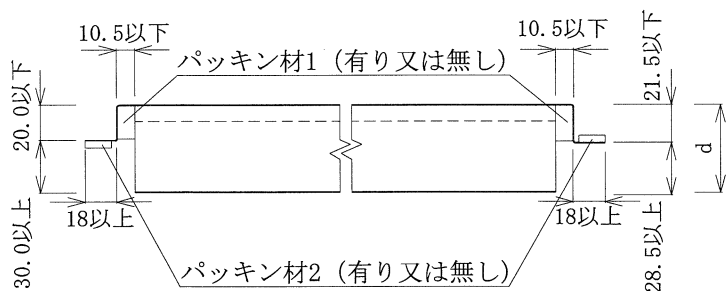 10.5以下
10.5以下
パッキン材1 (有り又は無し)
20.0以下
21.5以下
d
18以上
18以上
30.0以上
28.5以上
パッキン材2 (有り又は無し)